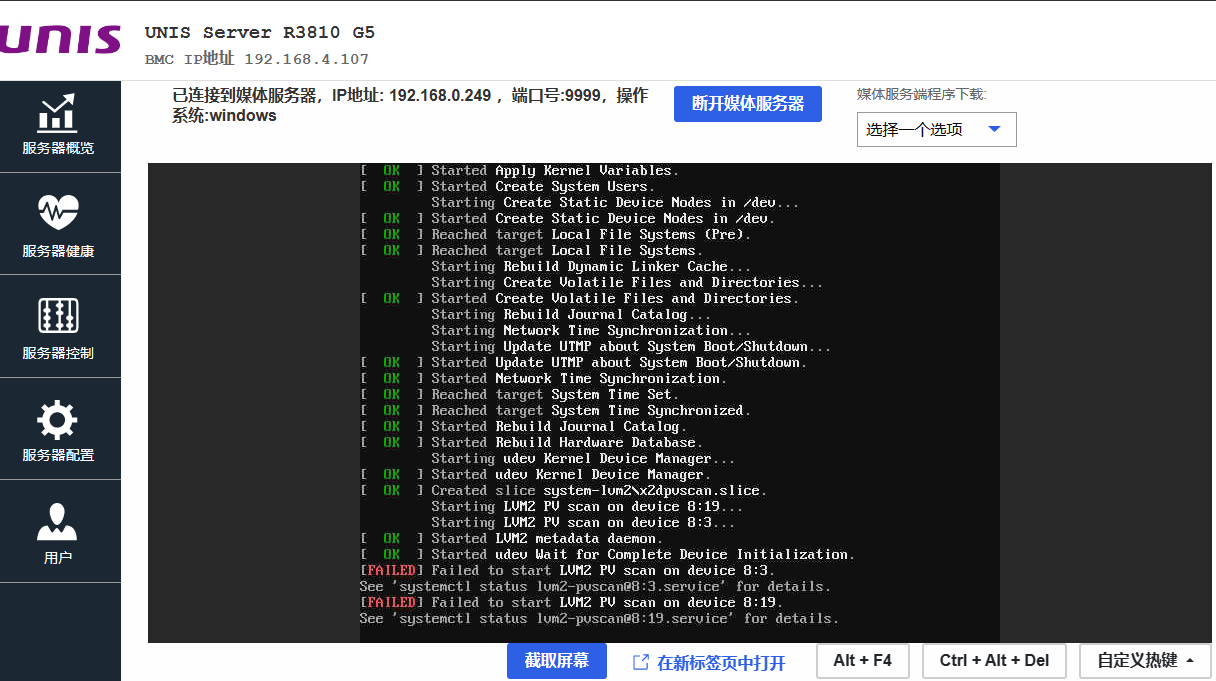 UNIS
UNIS Server R3810 G5
BMC IP地址 192.168.4.107
服务器概览
服务器健康
服务器控制
服务器配置
用户
已连接到媒体服务器，IP地址: 192.168.0.249 ，端口号:9999，操作
系统:windows
断开媒体服务器
媒体服务端程序下载:
选择一个选项
[  OK  ] Started Apply Kernel Variables.
[  OK  ] Started Create System Users.
Starting Create Static Device Nodes in /dev...
[  OK  ] Started Create Static Device Nodes in /dev.
[  OK  ] Reached target Local File Systems (Pre).
[  OK  ] Reached target Local File Systems.
Starting Rebuild Dynamic Linker Cache...
Starting Create Volatile Files and Directories...
[  OK  ] Started Create Volatile Files and Directories.
Starting Rebuild Journal Catalog...
Starting Network Time Synchronization...
Starting Update UTMP about System Boot/Shutdown...
[  OK  ] Started Update UTMP about System Boot/Shutdown.
[  OK  ] Started Network Time Synchronization.
[  OK  ] Reached target System Time Set.
[  OK  ] Reached target System Time Synchronized.
[  OK  ] Started Rebuild Journal Catalog.
[  OK  ] Started Rebuild Hardware Database.
Starting udev Kernel Device Manager...
[  OK  ] Started udev Kernel Device Manager.
[  OK  ] Created slice system-lvm2\x2dpvscan.slice.
Starting LVM2 PV scan on device 8:19...
Starting LVM2 PV scan on device 8:3...
[  OK  ] Started LVM2 metadata daemon.
[  OK  ] Started udev Wait for Complete Device Initialization.
[FAILED] Failed to start LVM2 PV scan on device 8:3.
See 'systemctl status lvm2-pvscan@8:3.service' for details.
[FAILED] Failed to start LVM2 PV scan on device 8:19.
See 'systemctl status lvm2-pvscan@8:19.service' for details.
截取屏幕
在新标签页中打开
Alt + F4
Ctrl + Alt + Del
自定义热键